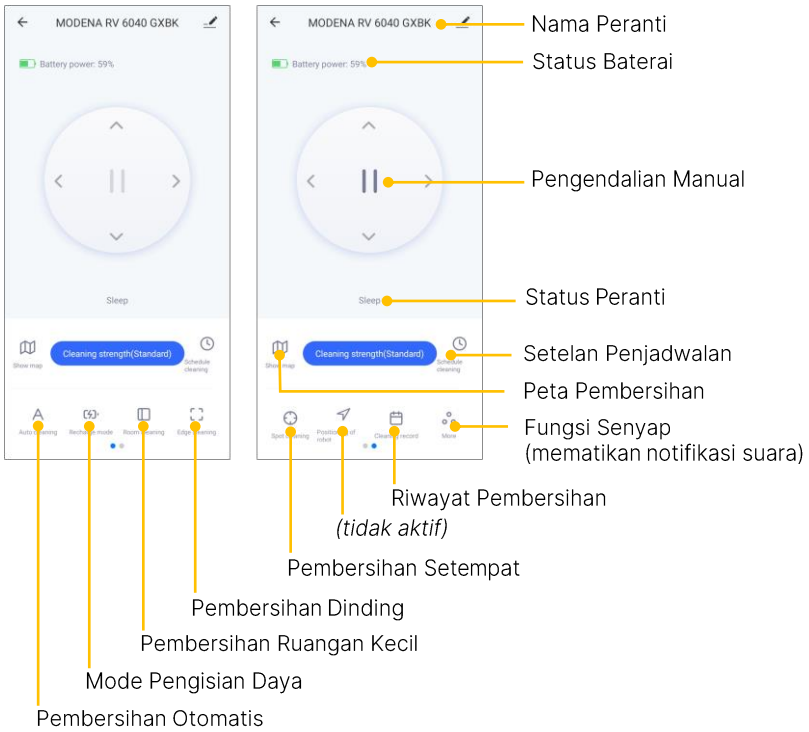 MODENA RV 6040 GXBK
Battery power: 59%
Sleep
Show map
Cleaning strength(Standard)
Schedule
cleaning
Auto cleaning
Recharge mode
Room cleaning
Edge cleaning
MODENA RV 6040 GXBK
Battery power: 59%
Sleep
Show map
Cleaning strength(Standard)
Schedule
cleaning
Spot cleaning
Positioning of
robot
Cleaning record
More
Nama Peranti
Status Baterai
Pengendalian Manual
Status Peranti
Setelan Penjadwalan
Peta Pembersihan
Fungsi Senyap
(mematikan notifikasi suara)
Riwayat Pembersihan
(tidak aktif)
Pembersihan Setempat
Pembersihan Dinding
Pembersihan Ruangan Kecil
Mode Pengisian Daya
Pembersihan Otomatis